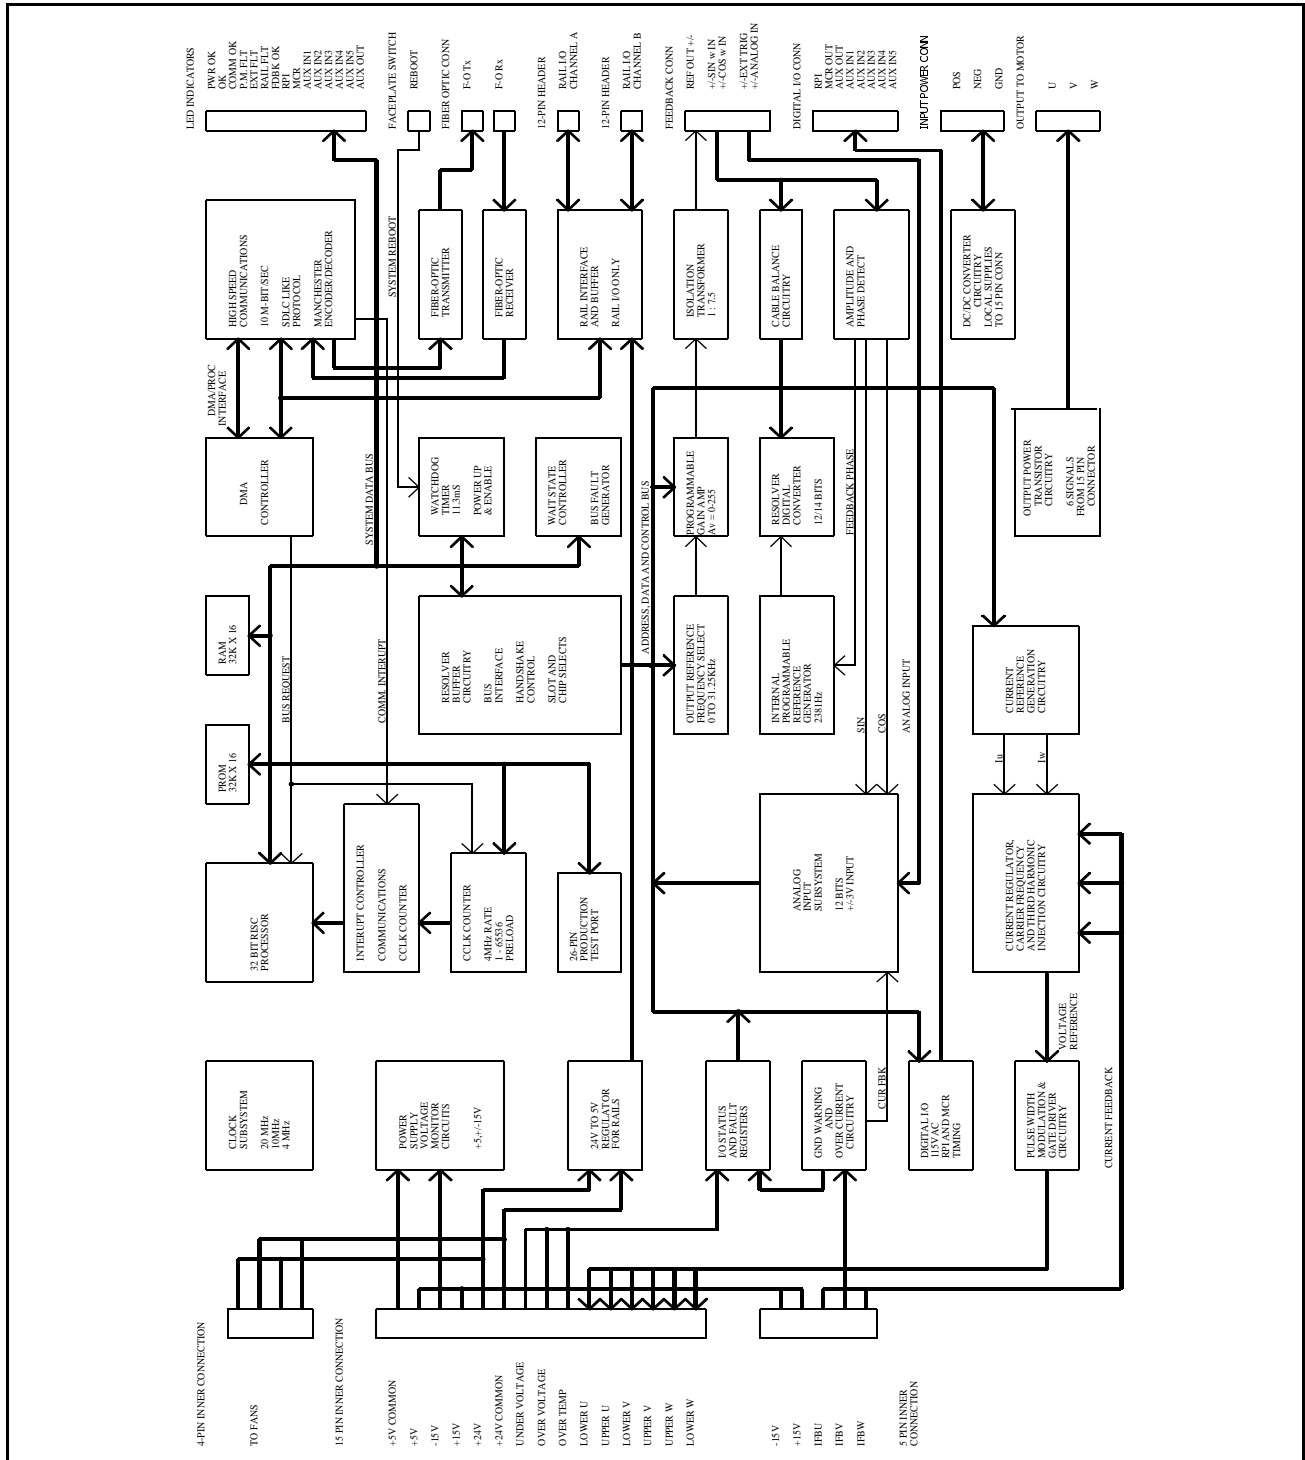 LED INDICATORS
PWR OK
OK
COMM OK
P.M. FLT
EXT FLT
RAIL FLT
FDBK OK
RPI
MCR
AUX IN1
AUX IN2
AUX IN3
AUX IN4
AUX IN5
AUX OUT
FACEPLATE SWITCH
REBOOT
FIBER OPTIC CONN
F-O Tx
F-O Rx
12-PIN HEADER
RAIL I/O
CHANNEL A
12-PIN HEADER
RAIL I/O
CHANNEL B
FEEDBACK CONN
REF OUT +/-
+/-SIN w IN
+/-COS w IN
+/-EXT TRIG
+/-ANALOG IN
DIGITAL I/O CONN
RPI
MCR OUT
AUX OUT
AUX IN1
AUX IN2
AUX IN3
AUX IN4
AUX IN5
INPUT POWER CONN
POS
NEG
GND
OUTPUT TO MOTOR
U
V
W
HIGH SPEED
COMMUNICATIONS
10 M-BIT/SEC
SDLC LIKE
PROTOCOL
MANCHESTER
ENCODER/DECODER
SYSTEM REBOOT
FIBER-OPTIC
TRANSMITTER
FIBER-OPTIC
RECEIVER
RAIL INTERFACE
AND BUFFER
RAIL I/O ONLY
ISOLATION
TRANSFORMER
1 : 7.5
CABLE BALANCE
CIRCUITRY
AMPLITUDE AND
PHASE DETECT
DC/DC CONVERTER
CIRCUITRY
LOCAL SUPPLIES
TO 15 PIN CONN
DMA/PROC
INTERFACE
DMA
CONTROLLER
SYSTEM DATA BUS
WATCHDOG
TIMER
11.3mS
POWER UP
& ENABLE
WAIT STATE
CONTROLLER
BUS FAULT
GENERATOR
ADDRESS, DATA AND CONTROL BUS
PROGRAMMABLE
GAIN AMP
Av = 0-255
RESOLVER
DIGITAL
CONVERTER
12/14 BITS
FEEDBACK PHASE
OUTPUT POWER
TRANSISTOR
CIRCUITRY
6 SIGNALS
FROM 15 PIN
CONNECTOR
RAM
32K X 16
BUS REQUEST
COMM. INTERUPT
RESOLVER
BUFFER
CIRCUITRY
BUS
INTERFACE
HANDSHAKE
CONTROL
SLOT AND
CHIP SELECTS
OUTPUT REFERENCE
FREQUENCY SELECT
0 TO 31.25KHz
INTERNAL
PROGRAMMABLE
REFERENCE
GENERATOR
2381Hz
SIN
COS
ANALOG INPUT
CURRENT
REFERENCE
GENERATION
CIRCUITRY
Iu
Iw
PROM
32K X 16
32 BIT RISC
PROCESSOR
INTERUPT CONTROLLER
COMMUNICATIONS
CCLK COUNTER
CCLK COUNTER
4MHz RATE
1 - 65536
PRELOAD
26-PIN
PRODUCTION
TEST PORT
ANALOG
INPUT
SUBSYSTEM
12 BITS
+/-3V INPUT
CURRENT REGULATOR,
CARRIER FREQUENCY
AND THIRD HARMONIC
INJECTION CIRCUITRY
CLOCK
SUBSYSTEM
20 MHz
10MHz
4 MHz
POWER
SUPPLY
VOLTAGE
MONITOR
CIRCUITS
+5,+/-15V
24V TO 5V
REGULATOR
FOR RAILS
I/O STATUS
AND FAULT
REGISTERS
GND WARNING
AND
OVER CURRENT
CIRCUITRY
CUR FBK
DIGITAL I/O
115VAC
RPI AND MCR
TIMING
VOLTAGE
REFERENCE
PULSE WIDTH
MODULATION &
GATE DRIVER
CIRCUITRY
CURRENT FEEDBACK
4-PIN INNER CONNECTION
TO FANS
15 PIN INNER CONNECTION
+5V COMMON
+5V
-15V
+15V
+24V
+24V COMMON
UNDER VOLTAGE
OVER VOLTAGE
OVER TEMP
LOWER U
UPPER U
LOWER V
UPPER V
UPPER W
LOWER W
-15V
+15V
IFBU
IFBV
IFBW
5 PIN INNER
CONNECTION